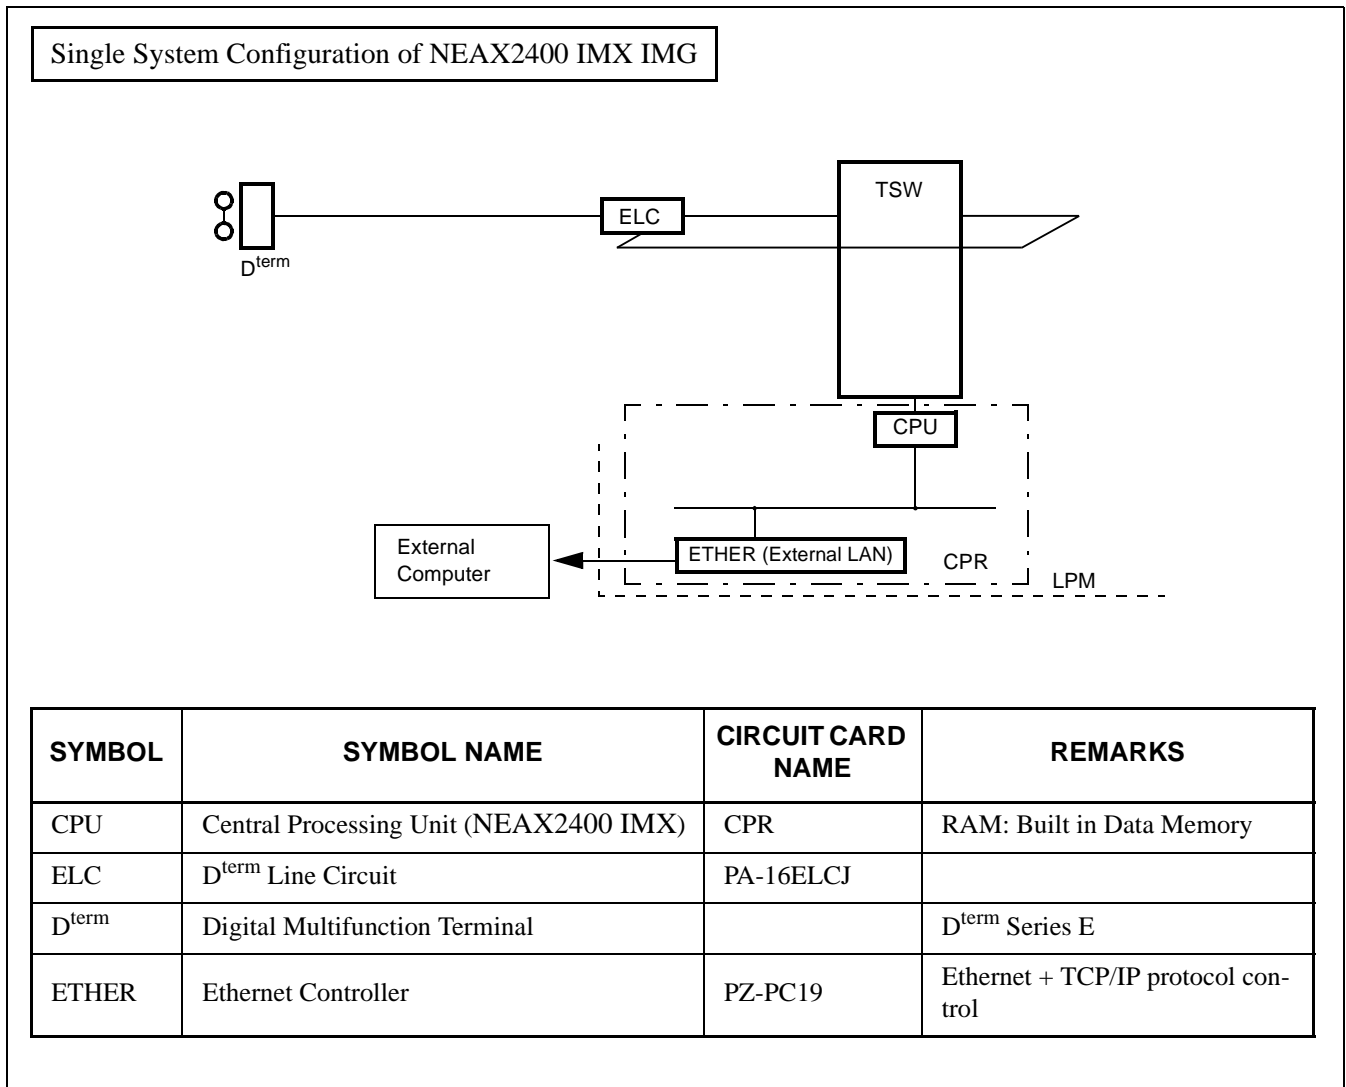 Single System Configuration of NEAX2400 IMX IMG
TSW
ELC
Dterm
CPU
External
Computer
ETHER (External LAN)
CPR
LPM
SYMBOL SYMBOL NAME CIRCUIT CARD NAME REMARKS
CPU Central Processing Unit (NEAX2400 IMX) CPR RAM: Built in Data Memory
ELC Dterm Line Circuit PA-16ELCJ
Dterm Digital Multifunction Terminal Dterm Series E
ETHER Ethernet Controller PZ-PC19 Ethernet + TCP/IP protocol con-
trol